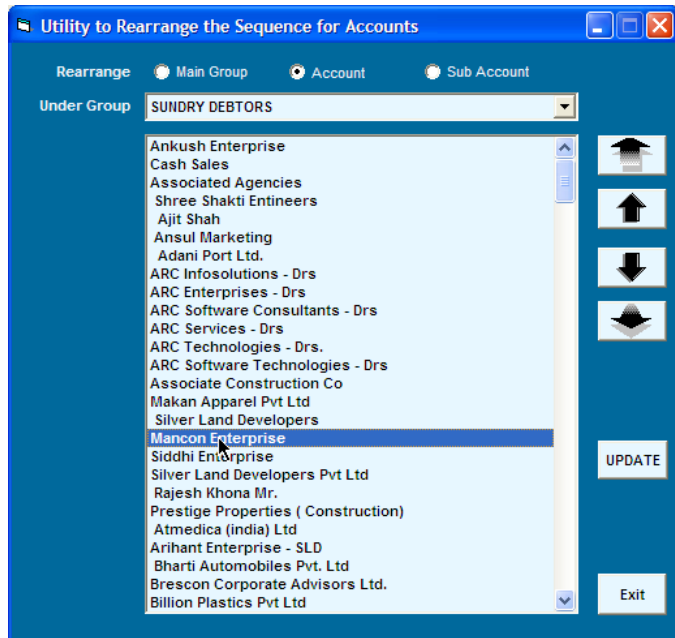 Utility to Rearrange the Sequence for Accounts
Rearrange Main Group Account Sub Account
Under Group SUNDRY DEBTORS
Ankush Enterprise
Cash Sales
Associated Agencies
Shree Shakti Entineers
Ajit Shah
Ansul Marketing
Adani Port Ltd.
ARC Infosolutions - Drs
ARC Enterprises - Drs
ARC Software Consultants - Drs
ARC Services - Drs
ARC Technologies - Drs.
ARC Software Technologies - Drs
Associate Construction Co
Makan Apparel Pvt Ltd
Silver Land Developers
Mancon Enterprise
Siddhi Enterprise
Silver Land Developers Pvt Ltd
Rajesh Khona Mr.
Prestige Properties ( Construction)
Atmedica (india) Ltd
Arihant Enterprise - SLD
Bharti Automobiles Pvt. Ltd
Brescon Corporate Advisors Ltd.
Billion Plastics Pvt Ltd
UPDATE
Exit